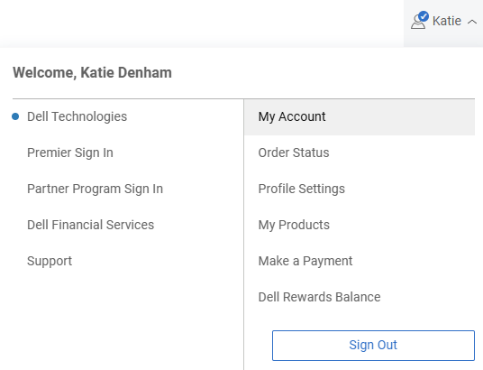 Katie
Welcome, Katie Denham
Dell Technologies
Premier Sign In
Partner Program Sign In
Dell Financial Services
Support
My Account
Order Status
Profile Settings
My Products
Make a Payment
Dell Rewards Balance
Sign Out